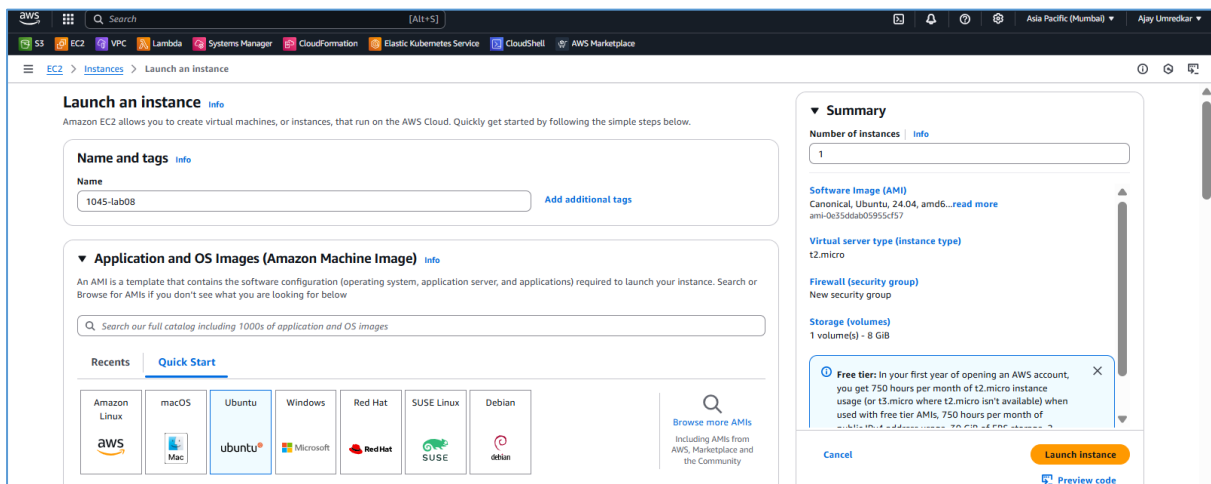 aws
Search [Alt+S]
Asia Pacific (Mumbai) ▼ Ajay Umredkar ▼
S3 EC2 VPC Lambda Systems Manager CloudFormation Elastic Kubernetes Service CloudShell AWS Marketplace
EC2 > Instances > Launch an instance
Launch an instance Info
Amazon EC2 allows you to create virtual machines, or instances, that run on the AWS Cloud. Quickly get started by following the simple steps below.
Name and tags Info
Name
1045-lab08
Add additional tags
▼ Application and OS Images (Amazon Machine Image) Info
An AMI is a template that contains the software configuration (operating system, application server, and applications) required to launch your instance. Search or
Browse for AMIs if you don't see what you are looking for below
Search our full catalog including 1000s of application and OS images
Recents Quick Start
Amazon
Linux
aws
macOS
Mac
Ubuntu
ubuntu
Windows
Microsoft
Red Hat
Red Hat
SUSE Linux
SUSE
Debian
debian
Browse more AMIs
Including AMIs from
AWS, Marketplace and
the Community
▼ Summary
Number of instances Info
1
Software Image (AMI)
Canonical, Ubuntu, 24.04, amd6...read more
ami-0e35ddab05955cf57
Virtual server type (instance type)
t2.micro
Firewall (security group)
New security group
Storage (volumes)
1 volume(s) - 8 GiB
Free tier: In your first year of opening an AWS account,
you get 750 hours per month of t2.micro instance
usage (or t3.micro where t2.micro isn't available) when
used with free tier AMIs, 750 hours per month of
Cancel
Launch instance
Preview code